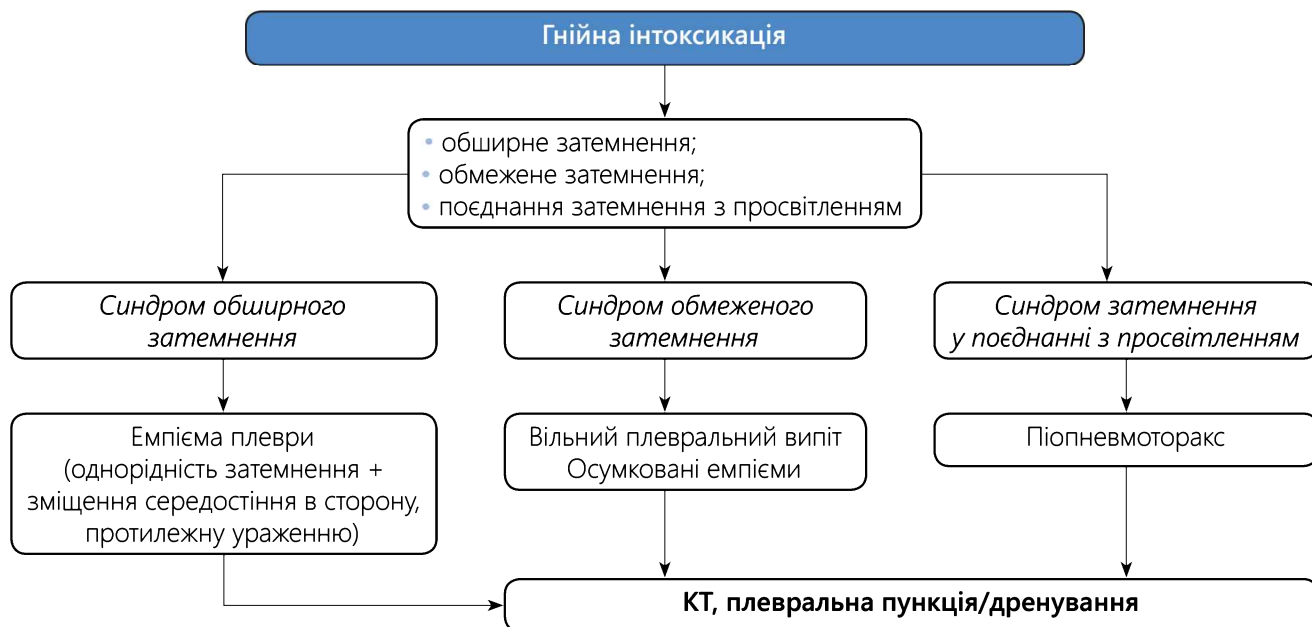 Гнійна інтоксикація
• обширне затемнення;
• обмежене затемнення;
• поєднання затемнення з просвітленням
Синдром обширного
затемнення
Синдром обмеженого
затемнення
Синдром затемнення
у поєднанні з просвітленням
Емпієма плеври
(однорідність затемнення +
зміщення середостіння в сторону,
протилежну ураженню)
Вільний плевральний випіт
Осумковані емпієми
Піопневмоторакс
КТ, плевральна пункція/дренування